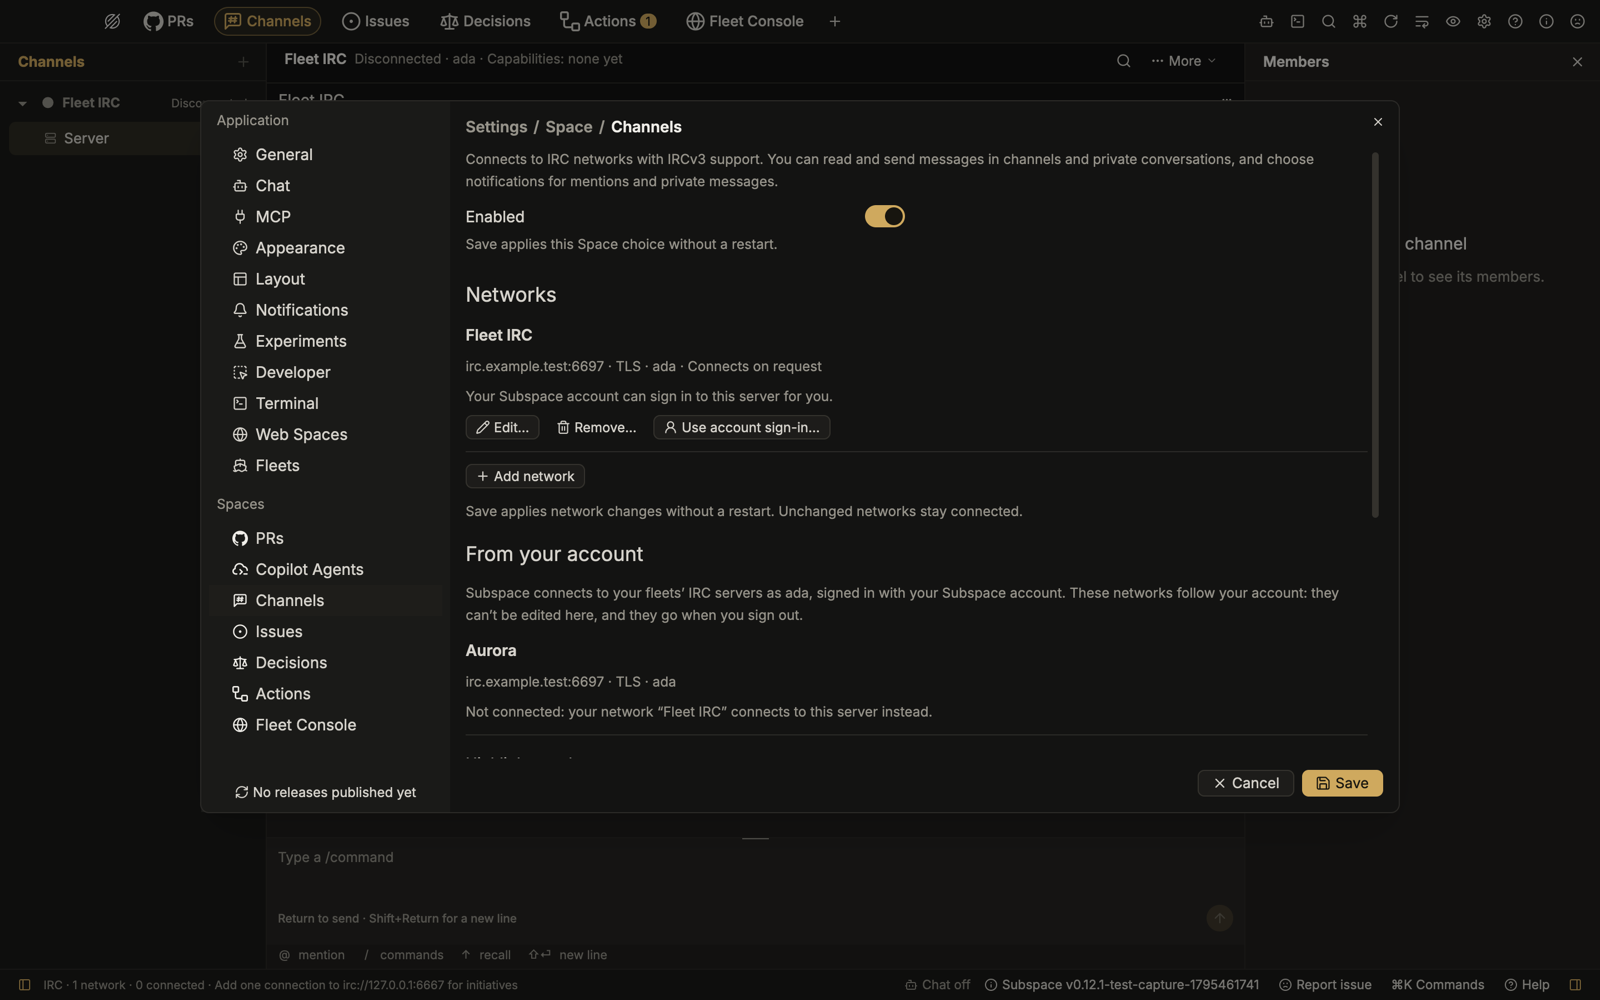 PRs
Channels
Issues
Decisions
Actions 1
Fleet Console
Channels
Fleet IRC
Server
Fleet IRC Disconnected · ada · Capabilities: none yet
More
Fleet IRC
Members
channel
to see its members.
Application
General
Chat
MCP
Appearance
Layout
Notifications
Experiments
Developer
Terminal
Web Spaces
Fleets
Spaces
PRs
Copilot Agents
Channels
Issues
Decisions
Actions
Fleet Console
No releases published yet
Settings / Space / Channels
Connects to IRC networks with IRCv3 support. You can read and send messages in channels and private conversations, and choose
notifications for mentions and private messages.
Enabled
Save applies this Space choice without a restart.
Networks
Fleet IRC
irc.example.test:6697 · TLS · ada · Connects on request
Your Subspace account can sign in to this server for you.
Edit...
Remove...
Use account sign-in...
Add network
Save applies network changes without a restart. Unchanged networks stay connected.
From your account
Subspace connects to your fleets’ IRC servers as ada, signed in with your Subspace account. These networks follow your account: they
can’t be edited here, and they go when you sign out.
Aurora
irc.example.test:6697 · TLS · ada
Not connected: your network “Fleet IRC” connects to this server instead.
Cancel
Save
Type a /command
Return to send · Shift+Return for a new line
@ mention / commands ↑ recall ⇧⏎ new line
IRC · 1 network · 0 connected · Add one connection to irc://127.0.0.1:6667 for initiatives
Chat off
Subspace v0.12.1-test-capture-1795461741
Report issue
⌘K Commands
Help